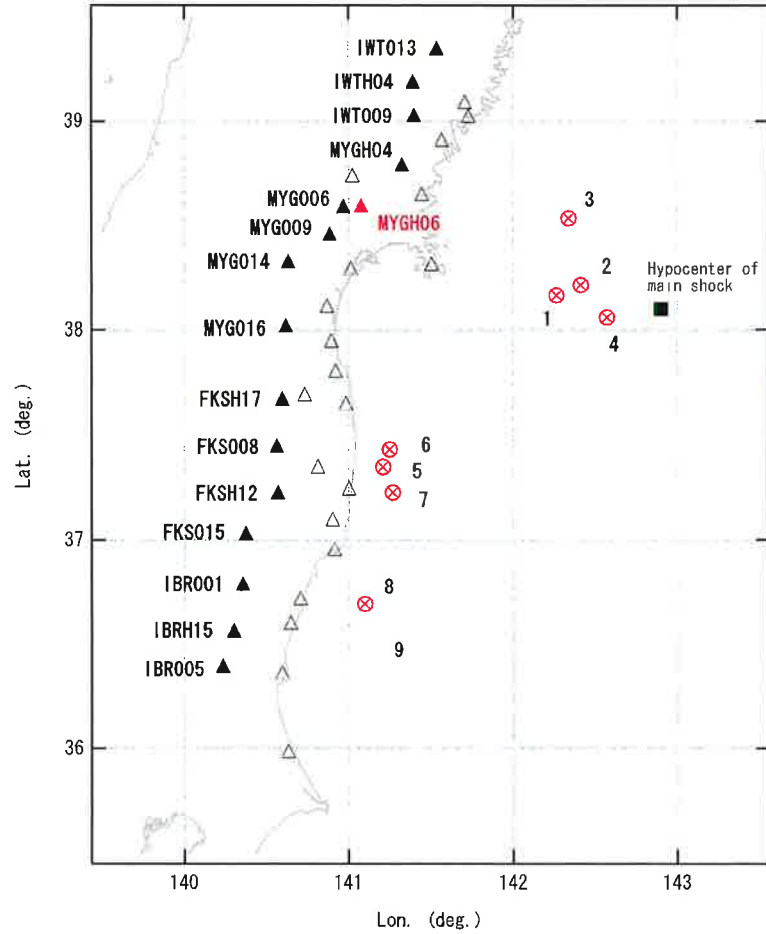 IWT013
IWTH04
39
IWT009
MYGH04
3
MYG006
MYGH06
MYG009
2
Hypocenter of
main shock
MYG014
38
MYG016
1
4
FKSH17
6
FKS008
5
FKSH12
7
37
FKS015
IBR001
8
IBRH15
9
IBR005
36
140
141
142
143
Lat. (deg.)
Lon. (deg.)